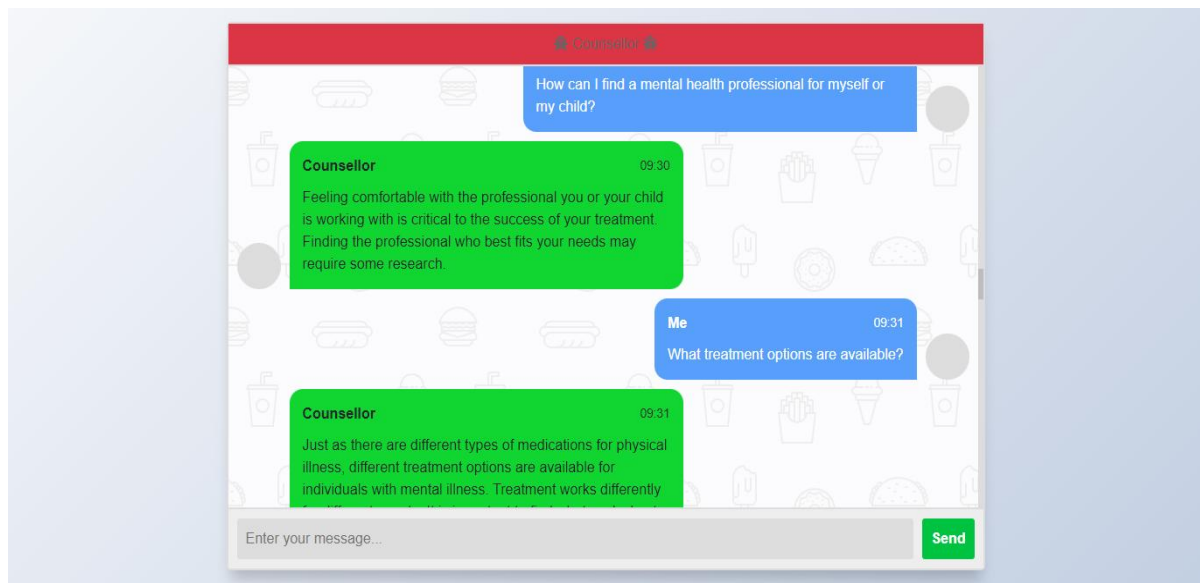 Counsellor
How can I find a mental health professional for myself or
my child?
Counsellor 09:30
Feeling comfortable with the professional you or your child
is working with is critical to the success of your treatment.
Finding the professional who best fits your needs may
require some research.
Me 09:31
What treatment options are available?
Counsellor 09:31
Just as there are different types of medications for physical
illness, different treatment options are available for
individuals with mental illness. Treatment works differently
Enter your message...
Send